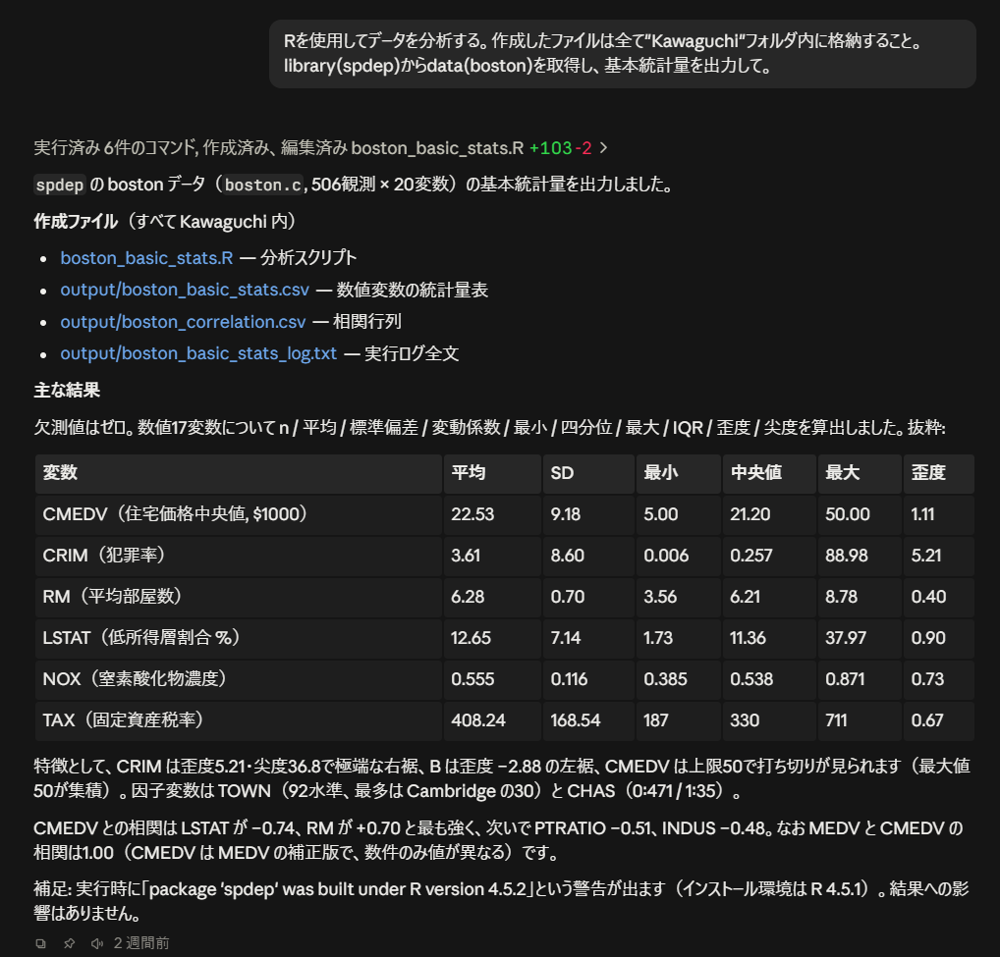 Rを使用してデータを分析する。作成したファイルは全て"Kawaguchi"フォルダ内に格納すること。
library(spdep)からdata(boston)を取得し、基本統計量を出力して。
実行済み 6件のコマンド, 作成済み、編集済み boston_basic_stats.R +103 -2 >
spdep の boston データ（boston.c, 506観測 × 20変数）の基本統計量を出力しました。
作成ファイル（すべて Kawaguchi 内）
• boston_basic_stats.R — 分析スクリプト
• output/boston_basic_stats.csv — 数値変数の統計量表
• output/boston_correlation.csv — 相関行列
• output/boston_basic_stats_log.txt — 実行ログ全文
主な結果
欠測値はゼロ。数値17変数について n / 平均 / 標準偏差 / 変動係数 / 最小 / 四分位 / 最大 / IQR / 歪度 / 尖度を算出しました。抜粋:
変数 平均 SD 最小 中央値 最大 歪度
CMEDV（住宅価格中央値, $1000） 22.53 9.18 5.00 21.20 50.00 1.11
CRIM（犯罪率） 3.61 8.60 0.006 0.257 88.98 5.21
RM（平均部屋数） 6.28 0.70 3.56 6.21 8.78 0.40
LSTAT（低所得層割合 %） 12.65 7.14 1.73 11.36 37.97 0.90
NOX（窒素酸化物濃度） 0.555 0.116 0.385 0.538 0.871 0.73
TAX（固定資産税率） 408.24 168.54 187 330 711 0.67
特徴として、CRIM は歪度5.21・尖度36.8で極端な右裾、B は歪度 −2.88 の左裾、CMEDV は上限50で打ち切りが見られます（最大値
50が集積）。因子変数は TOWN（92水準、最多は Cambridge の30）と CHAS（0:471 / 1:35）。
CMEDV との相関は LSTAT が −0.74、RM が +0.70 と最も強く、次いで PTRATIO −0.51、INDUS −0.48。なお MEDV と CMEDV の
相関は1.00（CMEDV は MEDV の補正版で、数件のみ値が異なる）です。
補足: 実行時に「package 'spdep' was built under R version 4.5.2」という警告が出ます（インストール環境は R 4.5.1）。結果への影
響はありません。
2 週間前